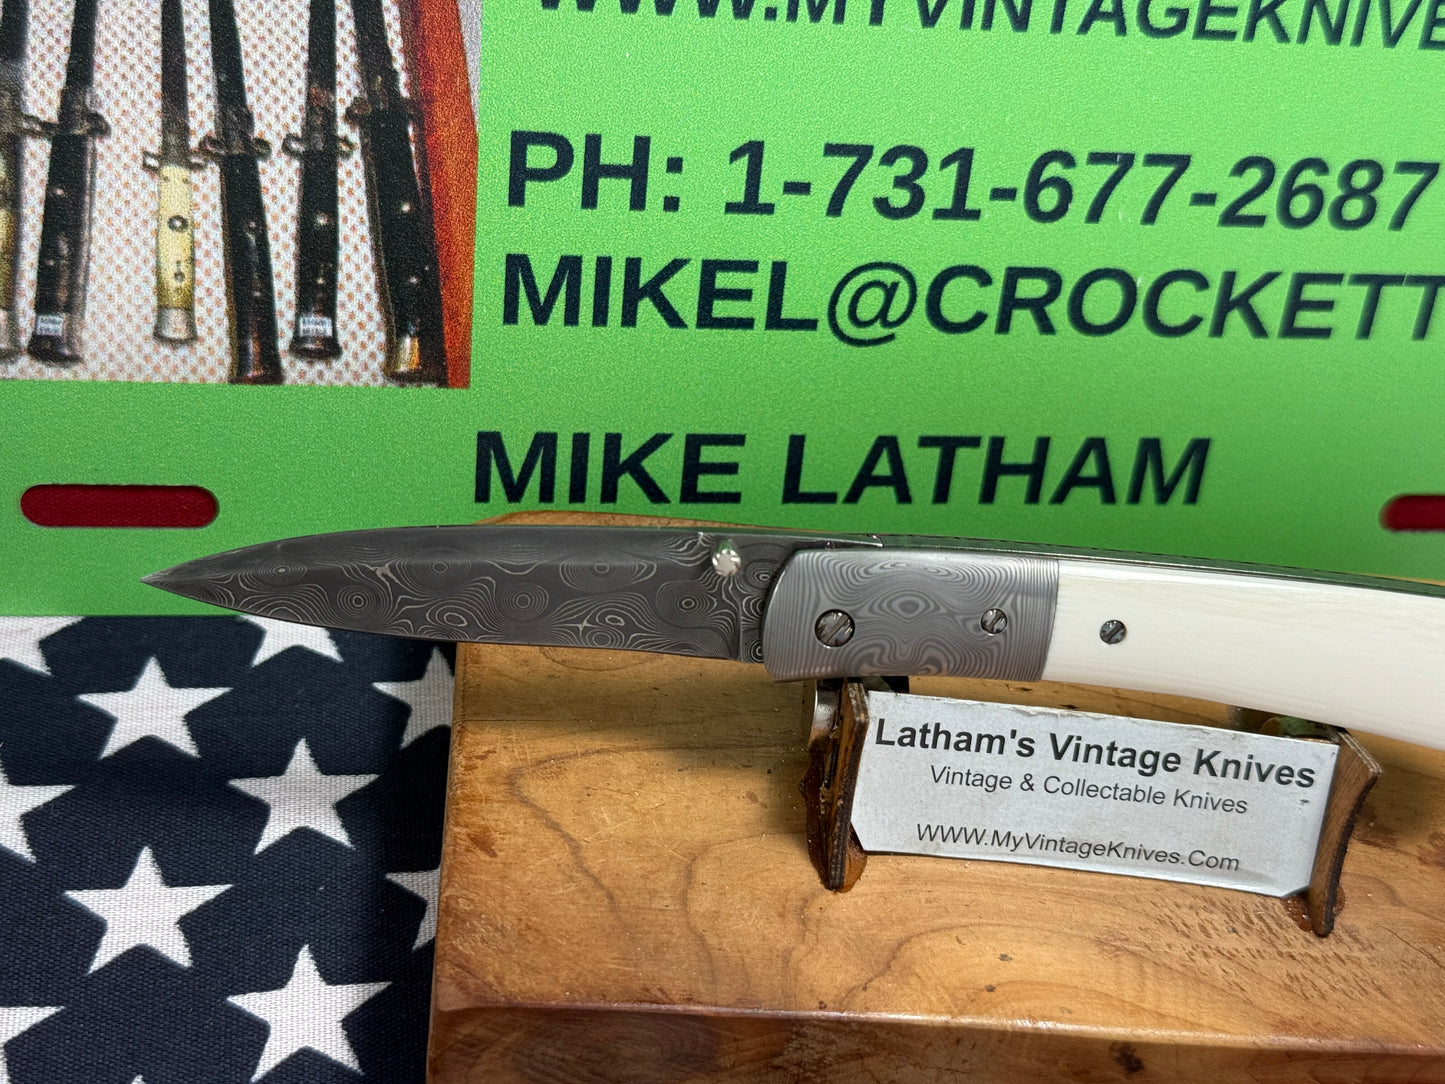 WWW.MYVINTAGEKNIVE
PH: 1-731-677-2687
MIKEL@CROCKETT
MIKE LATHAM
Latham's Vintage Knives
Vintage & Collectable Knives
WWW.MyVintageKnives.Com